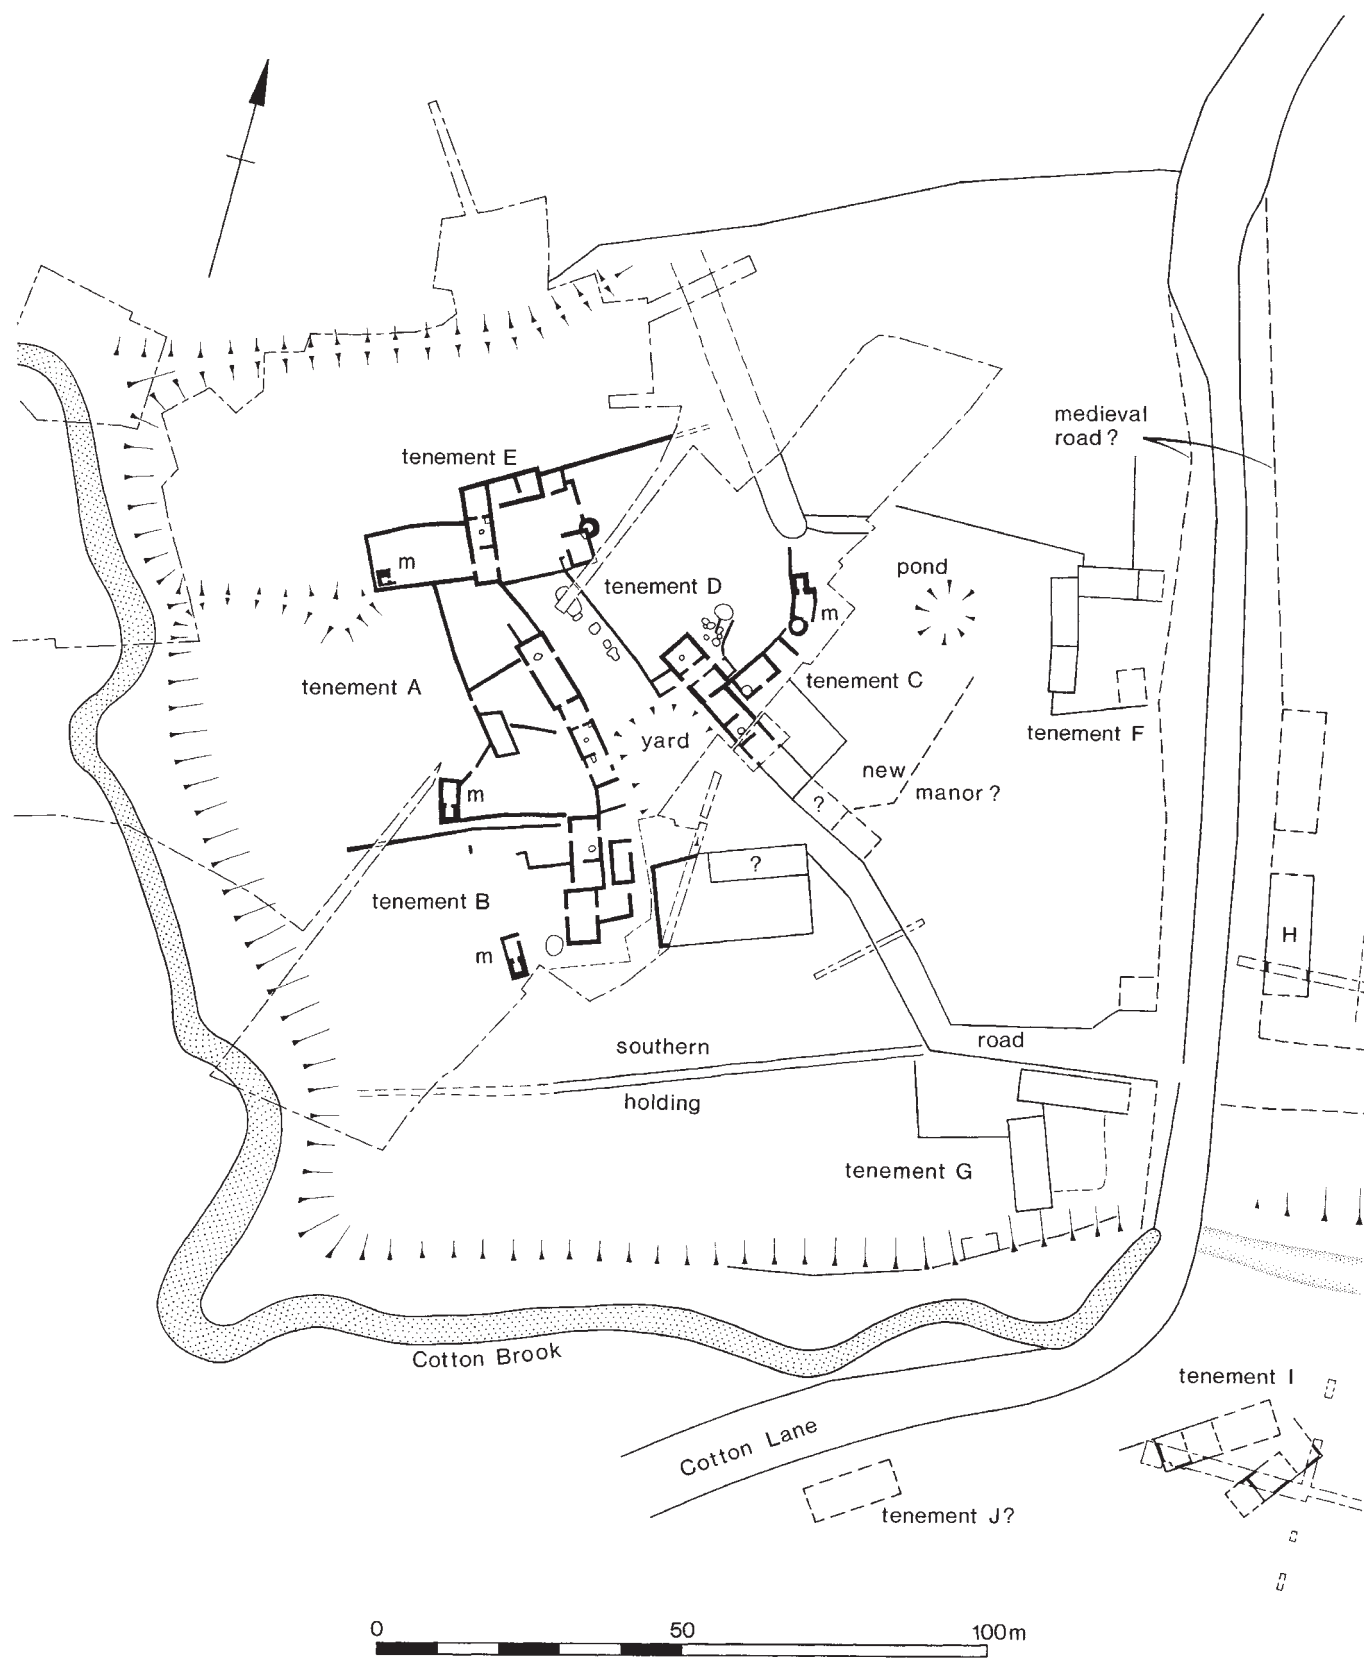 tenement E
medieval
road ?
m
tenement D
pond
m
tenement A
tenement C
yard
tenement F
new
manor ?
m
?
?
tenement B
H
m
southern
road
holding
tenement G
Cotton Brook
tenement I
Cotton Lane
tenement J?
0 50 100m